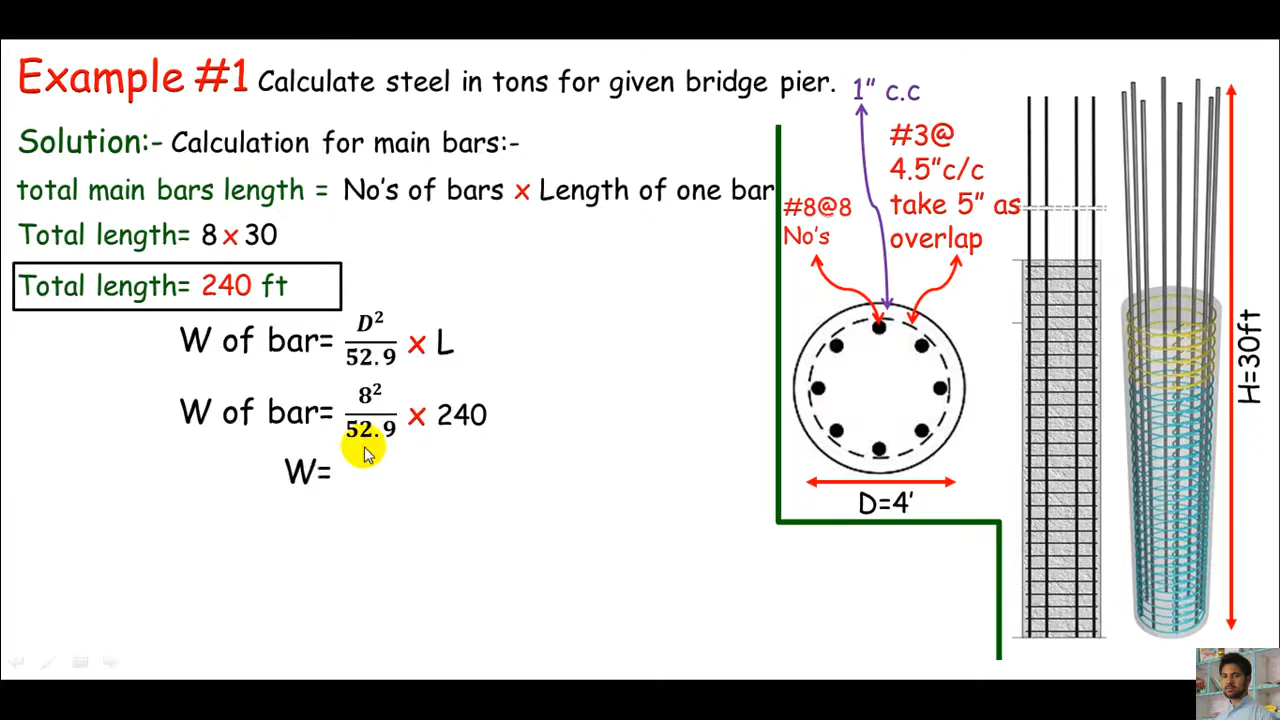 Example #1 Calculate steel in tons for given bridge pier.
Solution:- Calculation for main bars:-
total main bars length = No's of bars x Length of one bar
Total length= 8 x 30
Total length= 240 ft
W of bar= D²/52.9 x L
W of bar= 8²/52.9 x 240
W=
1" c.c
#3@
4.5"c/c
take 5" as
overlap
#8@8
No's
D=4'
H=30ft